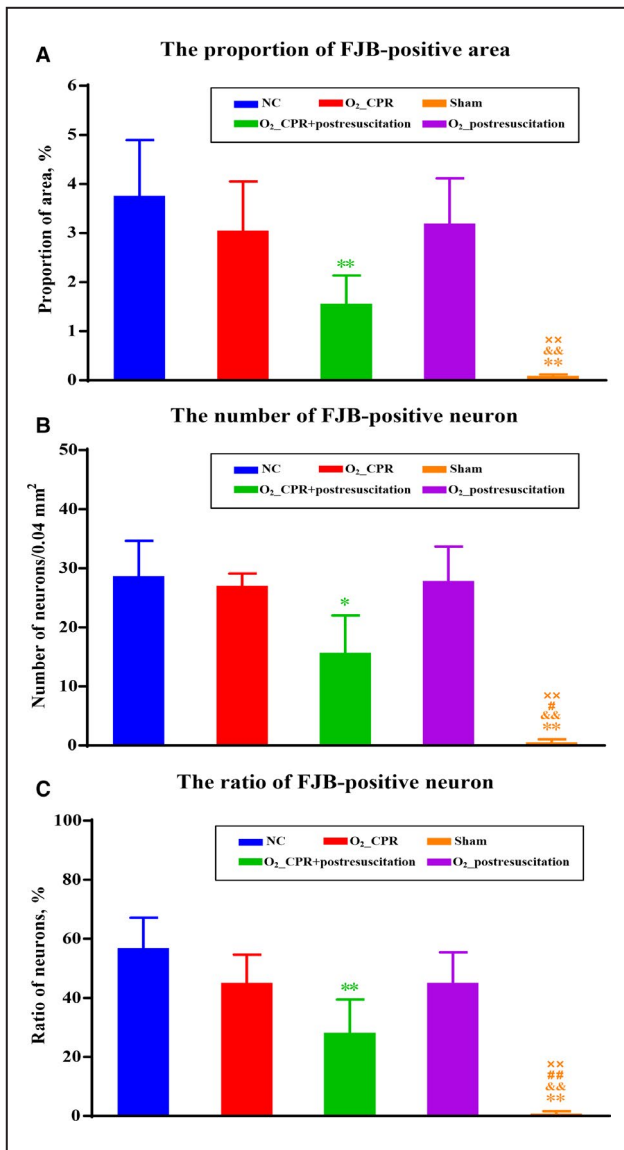 A
The proportion of FJB-positive area
Proportion of area, %
6
5
4
3
2
1
0
NC
O₂_CPR
Sham
O₂_CPR+postresuscitation
O₂_postresuscitation
**
××
&&
**
B
The number of FJB-positive neuron
Number of neurons/0.04 mm²
50
40
30
20
10
0
NC
O₂_CPR
Sham
O₂_CPR+postresuscitation
O₂_postresuscitation
*
××
#
&&
**
C
The ratio of FJB-positive neuron
Ratio of neurons, %
100
80
60
40
20
0
NC
O₂_CPR
Sham
O₂_CPR+postresuscitation
O₂_postresuscitation
**
××
##
&&
**